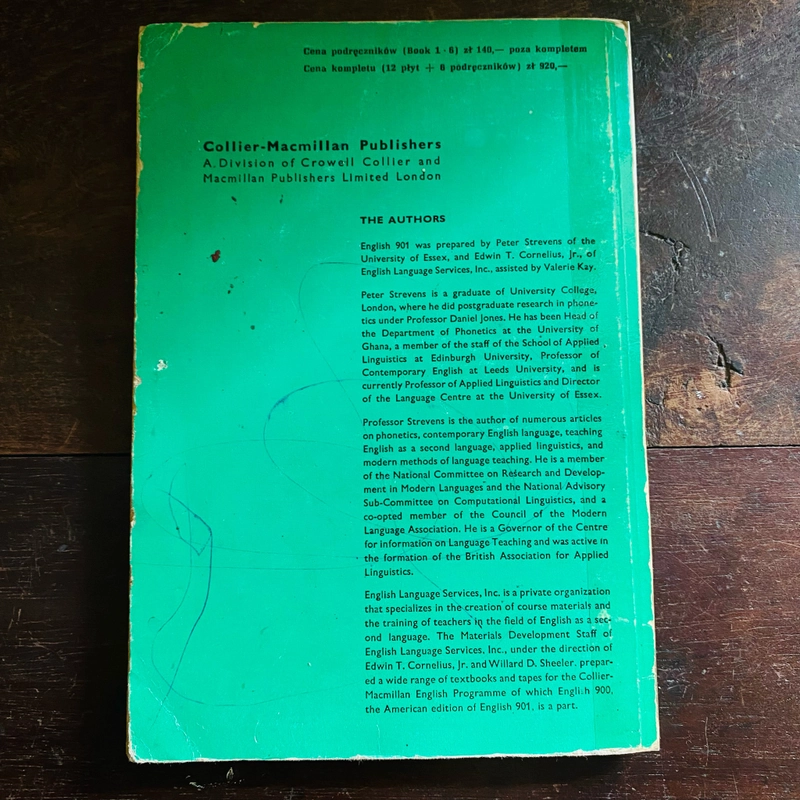 Cena podręczników (Book 1 - 6) zł 140,— poza kompletem
Cena kompletu (12 płyt + 6 podręczników) zł 920,—
Collier-Macmillan Publishers
A Division of Crowell Collier and
Macmillan Publishers Limited London
THE AUTHORS
English 901 was prepared by Peter Strevens of the
University of Essex, and Edwin T. Cornelius, Jr., of
English Language Services, Inc., assisted by Valerie Kay.
Peter Strevens is a graduate of University College,
London, where he did postgraduate research in phone-
tics under Professor Daniel Jones. He has been Head of
the Department of Phonetics at the University of
Ghana, a member of the staff of the School of Applied
Linguistics at Edinburgh University, Professor of
Contemporary English at Leeds University, and is
currently Professor of Applied Linguistics and Director
of the Language Centre at the University of Essex.
Professor Strevens is the author of numerous articles
on phonetics, contemporary English language, teaching
English as a second language, applied linguistics, and
modern methods of language teaching. He is a member
of the National Committee on Research and Develop-
ment in Modern Languages and the National Advisory
Sub-Committee on Computational Linguistics, and a
co-opted member of the Council of the Modern
Language Association. He is a Governor of the Centre
for information on Language Teaching and was active in
the formation of the British Association for Applied
Linguistics.
English Language Services, Inc. is a private organization
that specializes in the creation of course materials and
the training of teachers in the field of English as a sec-
ond language. The Materials Development Staff of
English Language Services, Inc., under the direction of
Edwin T. Cornelius, Jr. and Willard D. Sheeler, prepar-
ed a wide range of textbooks and tapes for the Collier-
Macmillan English Programme of which English 900,
the American edition of English 901, is a part.